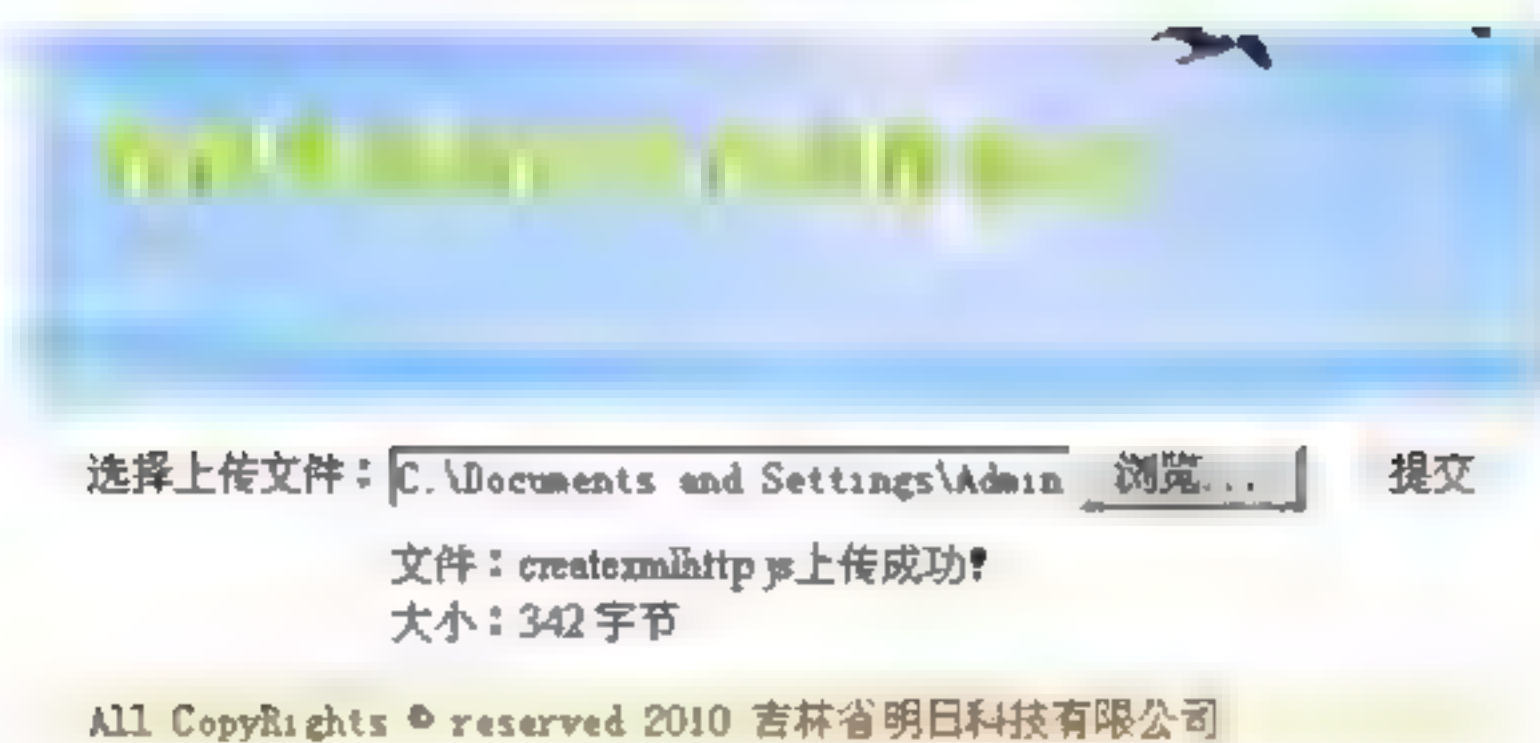 选择上传文件：C:\Documents and Settings\Admin 浏览... 提交
文件：createxmlhttp.js上传成功！
大小：342 字节
All CopyRights © reserved 2010 吉林省明日科技有限公司